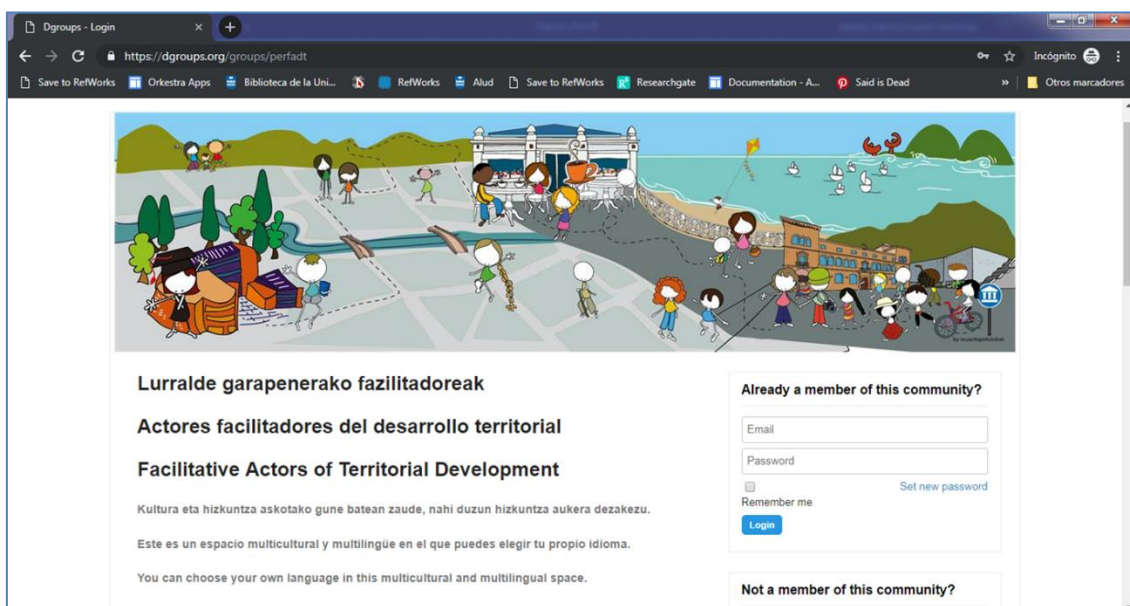 Dgroups - Login
https://dgroups.org/groups/perfadt
Incógnito
Save to RefWorks
Orkestra Apps
Biblioteca de la Uni...
RefWorks
Alud
Save to RefWorks
Researchgate
Documentation - A...
Said is Dead
»
Otros marcadores
Lurralde garapenerako fazilitadoreak
Actores facilitadores del desarrollo territorial
Facilitative Actors of Territorial Development
Kultura eta hizkuntza askotako gune batean zaude, nahi duzun hizkuntza aukera dezakezu.
Este es un espacio multicultural y multilingüe en el que puedes elegir tu propio idioma.
You can choose your own language in this multicultural and multilingual space.
Already a member of this community?
Email
Password
Set new password
Remember me
Login
Not a member of this community?